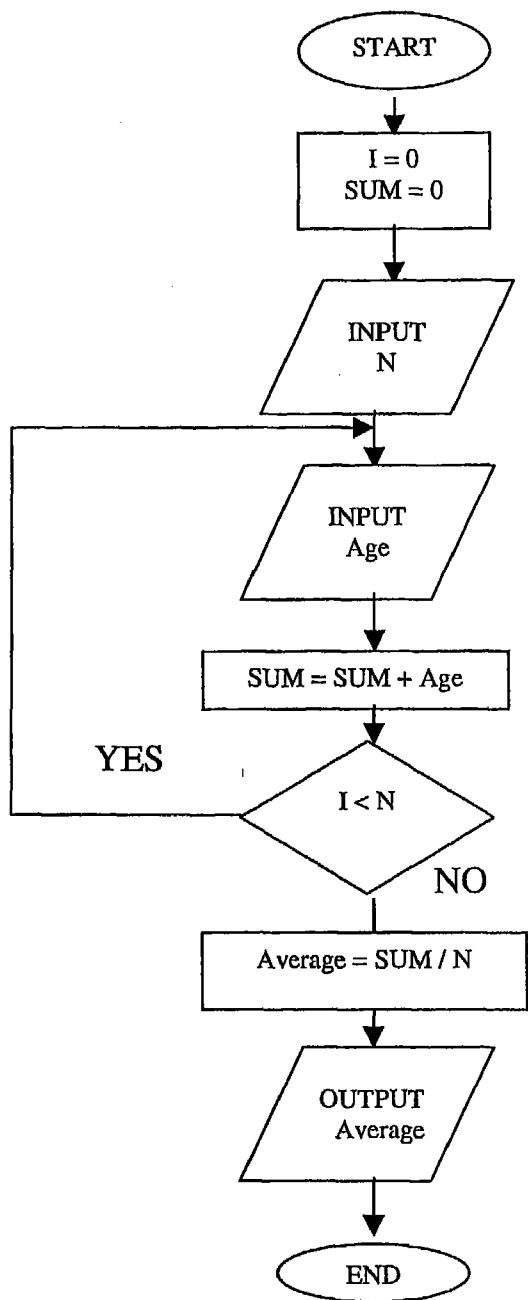 START
I = 0
SUM = 0
INPUT
N
INPUT
Age
SUM = SUM + Age
YES
I < N
NO
Average = SUM / N
OUTPUT
Average
END